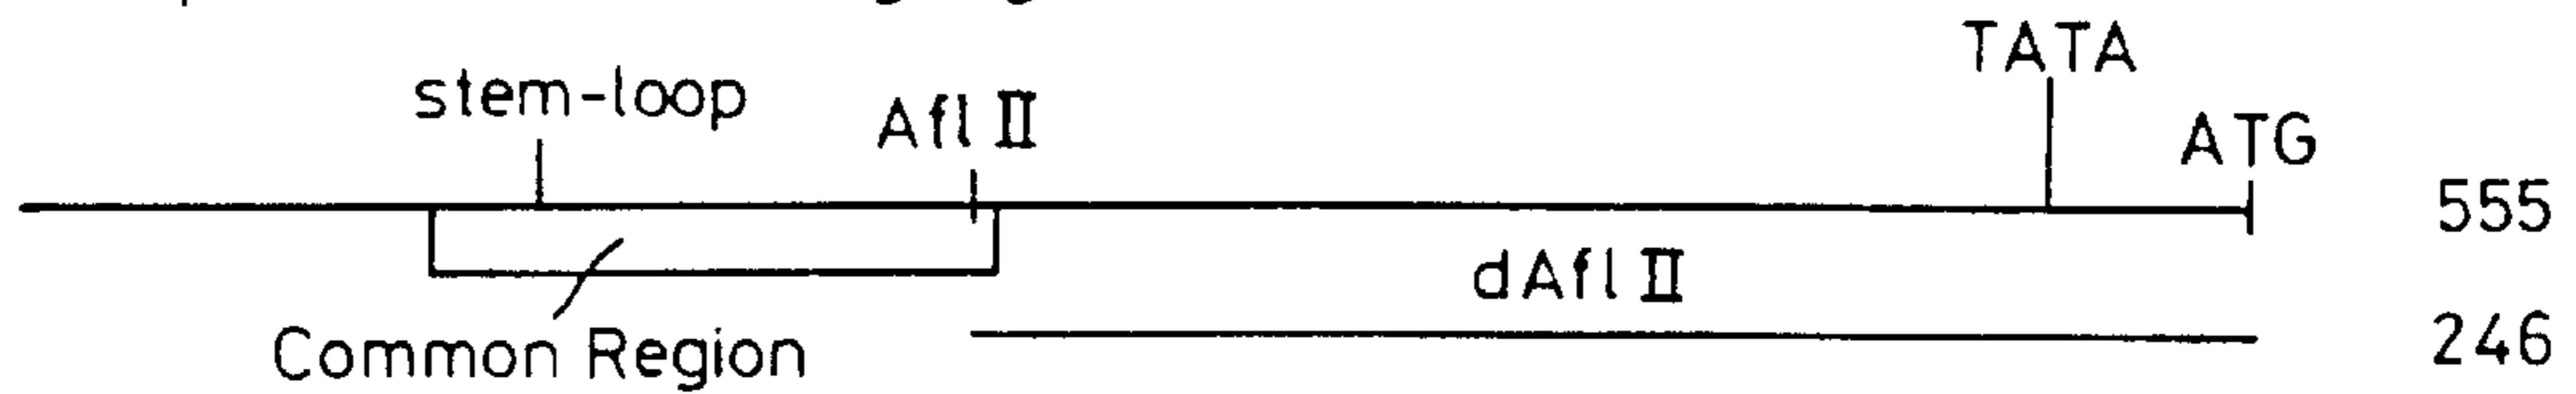 TATA
stem-loop
Afl II
ATG
555
dAfl II
246
Common Region